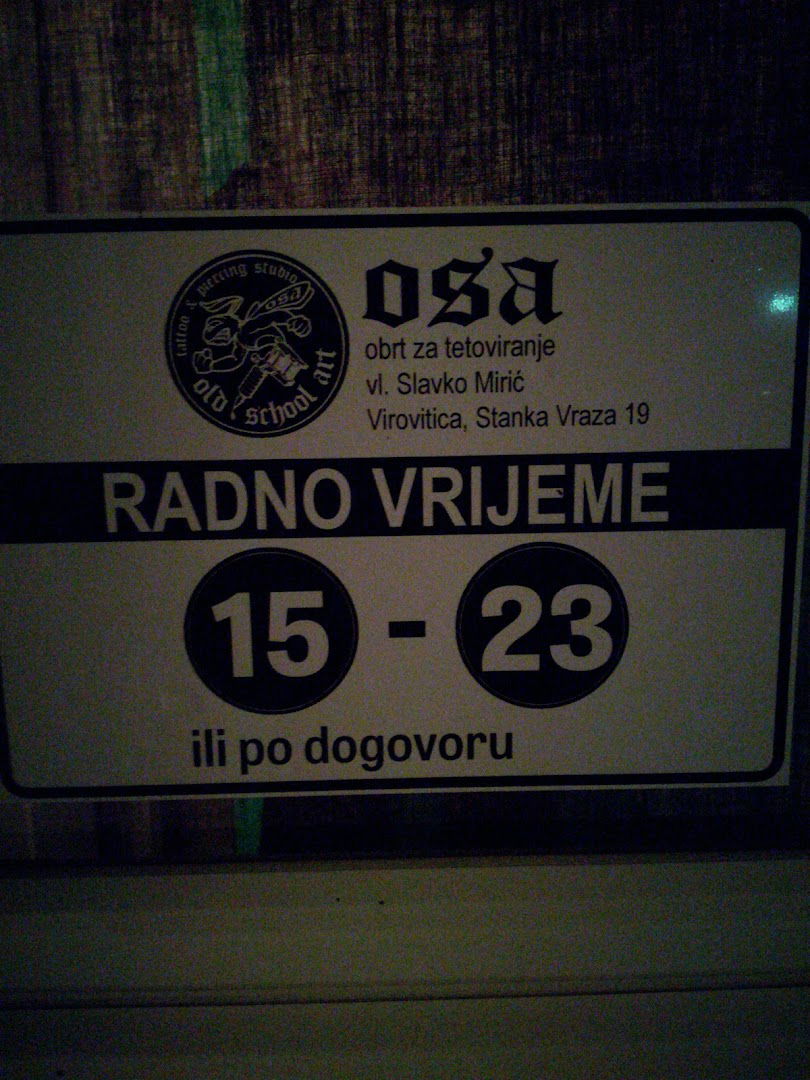 tattoo & piercing studio
osa
old school art
osa
obrt za tetoviranje
vl. Slavko Mirić
Virovitica, Stanka Vraza 19
RADNO VRIJEME
15 - 23
ili po dogovoru